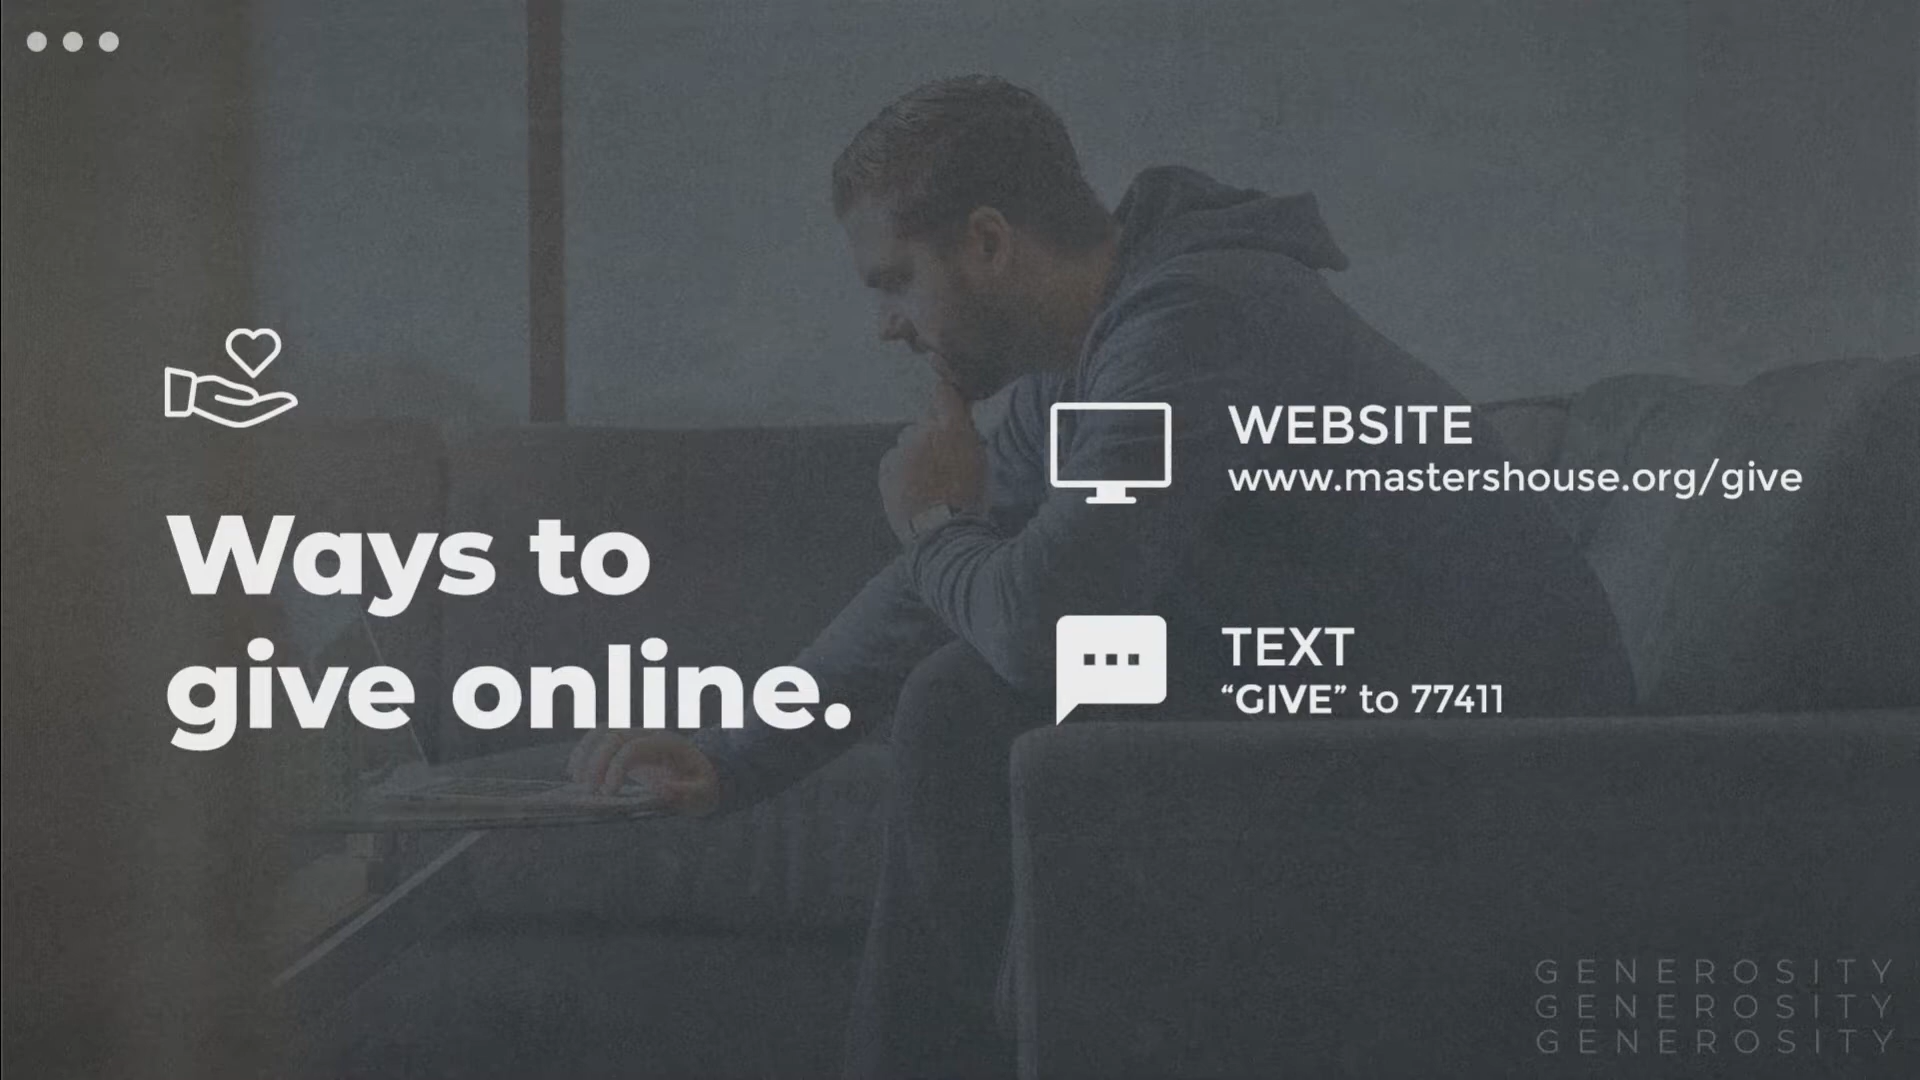 Ways to
give online.
WEBSITE
www.mastershouse.org/give
TEXT
“GIVE” to 77411
GENEROSITY
GENEROSITY
GENEROSITY